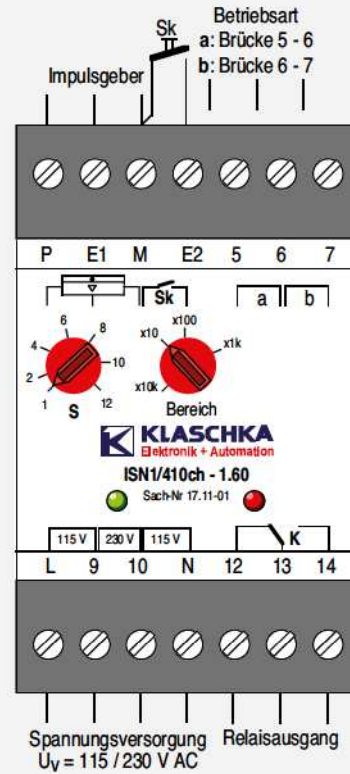 Sk
Betriebsart
a: Brücke 5 - 6
b: Brücke 6 - 7
Impulsgeber
P E1 M E2 5 6 7
Sk a b
6 8
4 10
2 12
1
S
x100
x10 x1k
x10k
Bereich
K KLASCHKA
Elektronik + Automation
ISN1/410ch - 1.60
Sach-Nr 17.11-01
115 V 230 V 115 V K
L 9 10 N 12 13 14
Spannungsversorgung Relaisausgang
Uv = 115 / 230 V AC